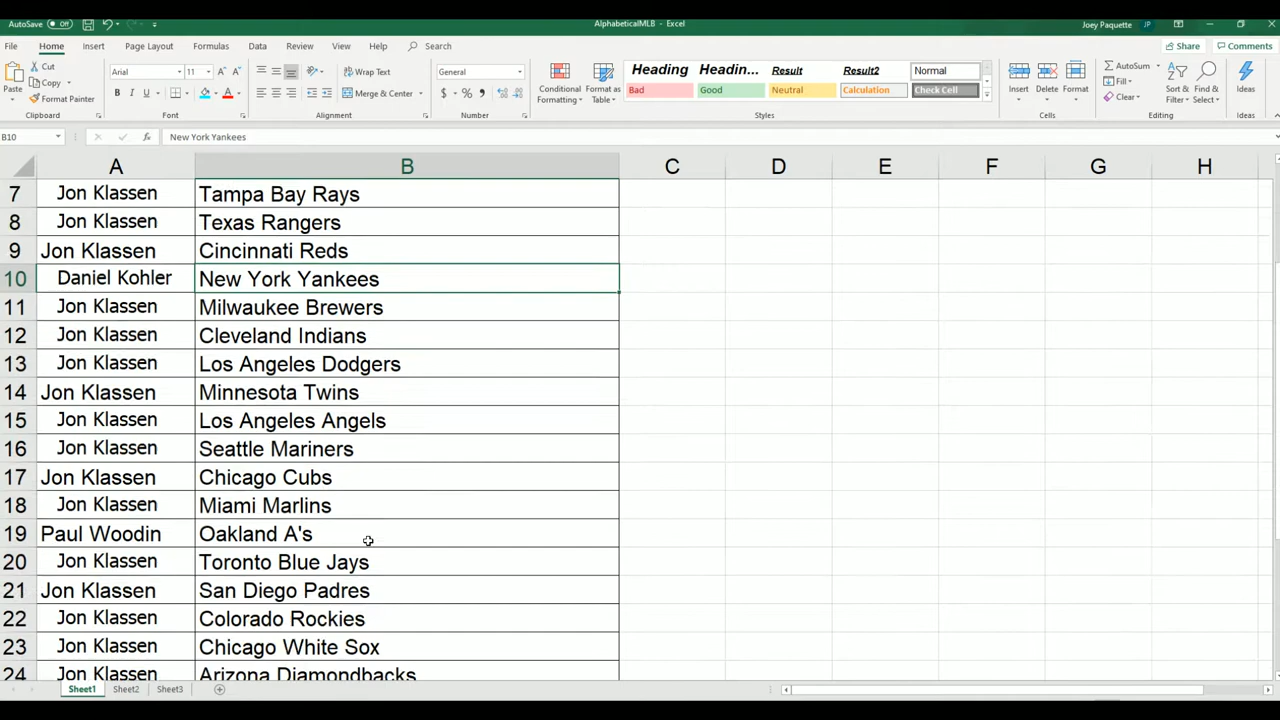 AutoSave Off AlphabeticalMLB - Excel Joey Paquette JP
File Home Insert Page Layout Formulas Data Review View Help Search Share Comments
Paste Cut Copy Format Painter Clipboard
Arial 11 A A B I U A Font
Wrap Text Merge & Center Alignment
General $ % , Number
Conditional Formatting Format as Table
Heading Headin... Result Result2 Normal
Bad Good Neutral Calculation Check Cell
Styles
Insert Delete Format Cells
AutoSum Fill Clear Sort & Filter Find & Select Editing
Ideas Ideas
B10 fx New York Yankees
A B C D E F G H
7 Jon Klassen Tampa Bay Rays
8 Jon Klassen Texas Rangers
9 Jon Klassen Cincinnati Reds
10 Daniel Kohler New York Yankees
11 Jon Klassen Milwaukee Brewers
12 Jon Klassen Cleveland Indians
13 Jon Klassen Los Angeles Dodgers
14 Jon Klassen Minnesota Twins
15 Jon Klassen Los Angeles Angels
16 Jon Klassen Seattle Mariners
17 Jon Klassen Chicago Cubs
18 Jon Klassen Miami Marlins
19 Paul Woodin Oakland A's
20 Jon Klassen Toronto Blue Jays
21 Jon Klassen San Diego Padres
22 Jon Klassen Colorado Rockies
23 Jon Klassen Chicago White Sox
24 Jon Klassen Arizona Diamondbacks
Sheet1 Sheet2 Sheet3